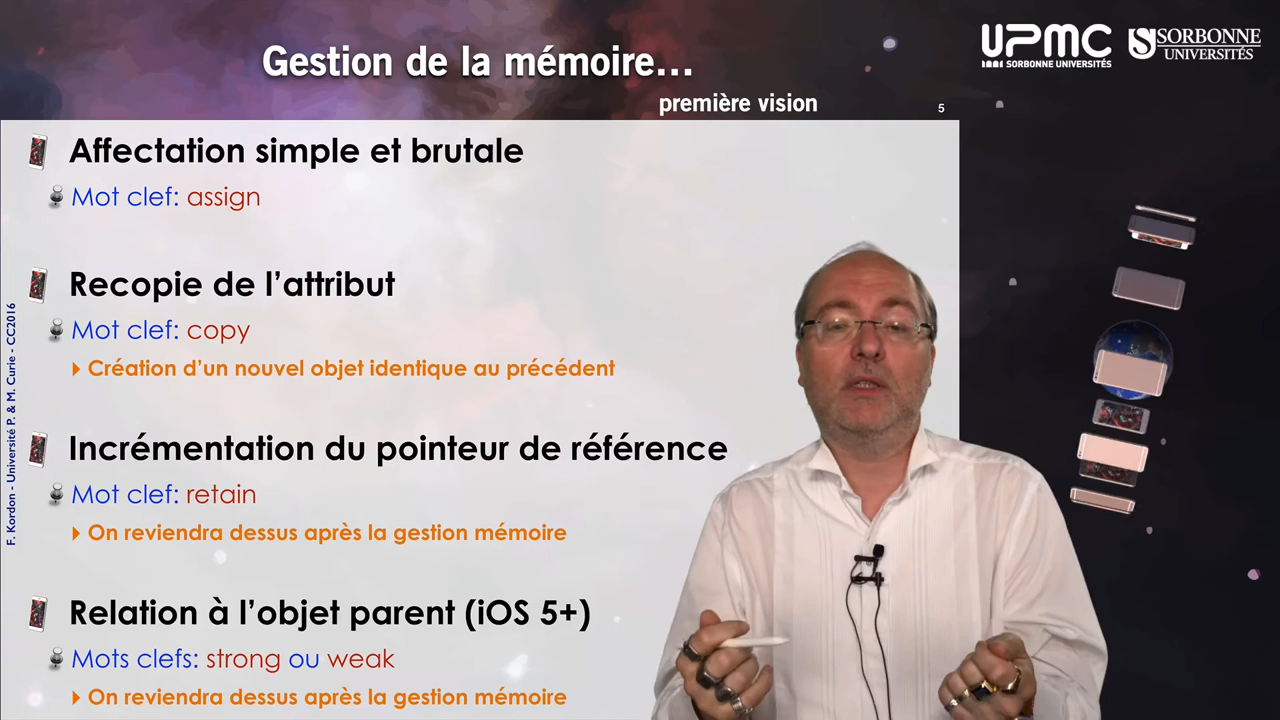 Gestion de la mémoire...
première vision
5
UPMC
SORBONNE UNIVERSITÉS
SORBONNE
UNIVERSITÉS
Affectation simple et brutale
Mot clef: assign
Recopie de l'attribut
Mot clef: copy
Création d'un nouvel objet identique au précédent
Incrémentation du pointeur de référence
Mot clef: retain
On reviendra dessus après la gestion mémoire
Relation à l'objet parent (iOS 5+)
Mots clefs: strong ou weak
On reviendra dessus après la gestion mémoire
F. Kordon - Université P. & M. Curie - CC2016